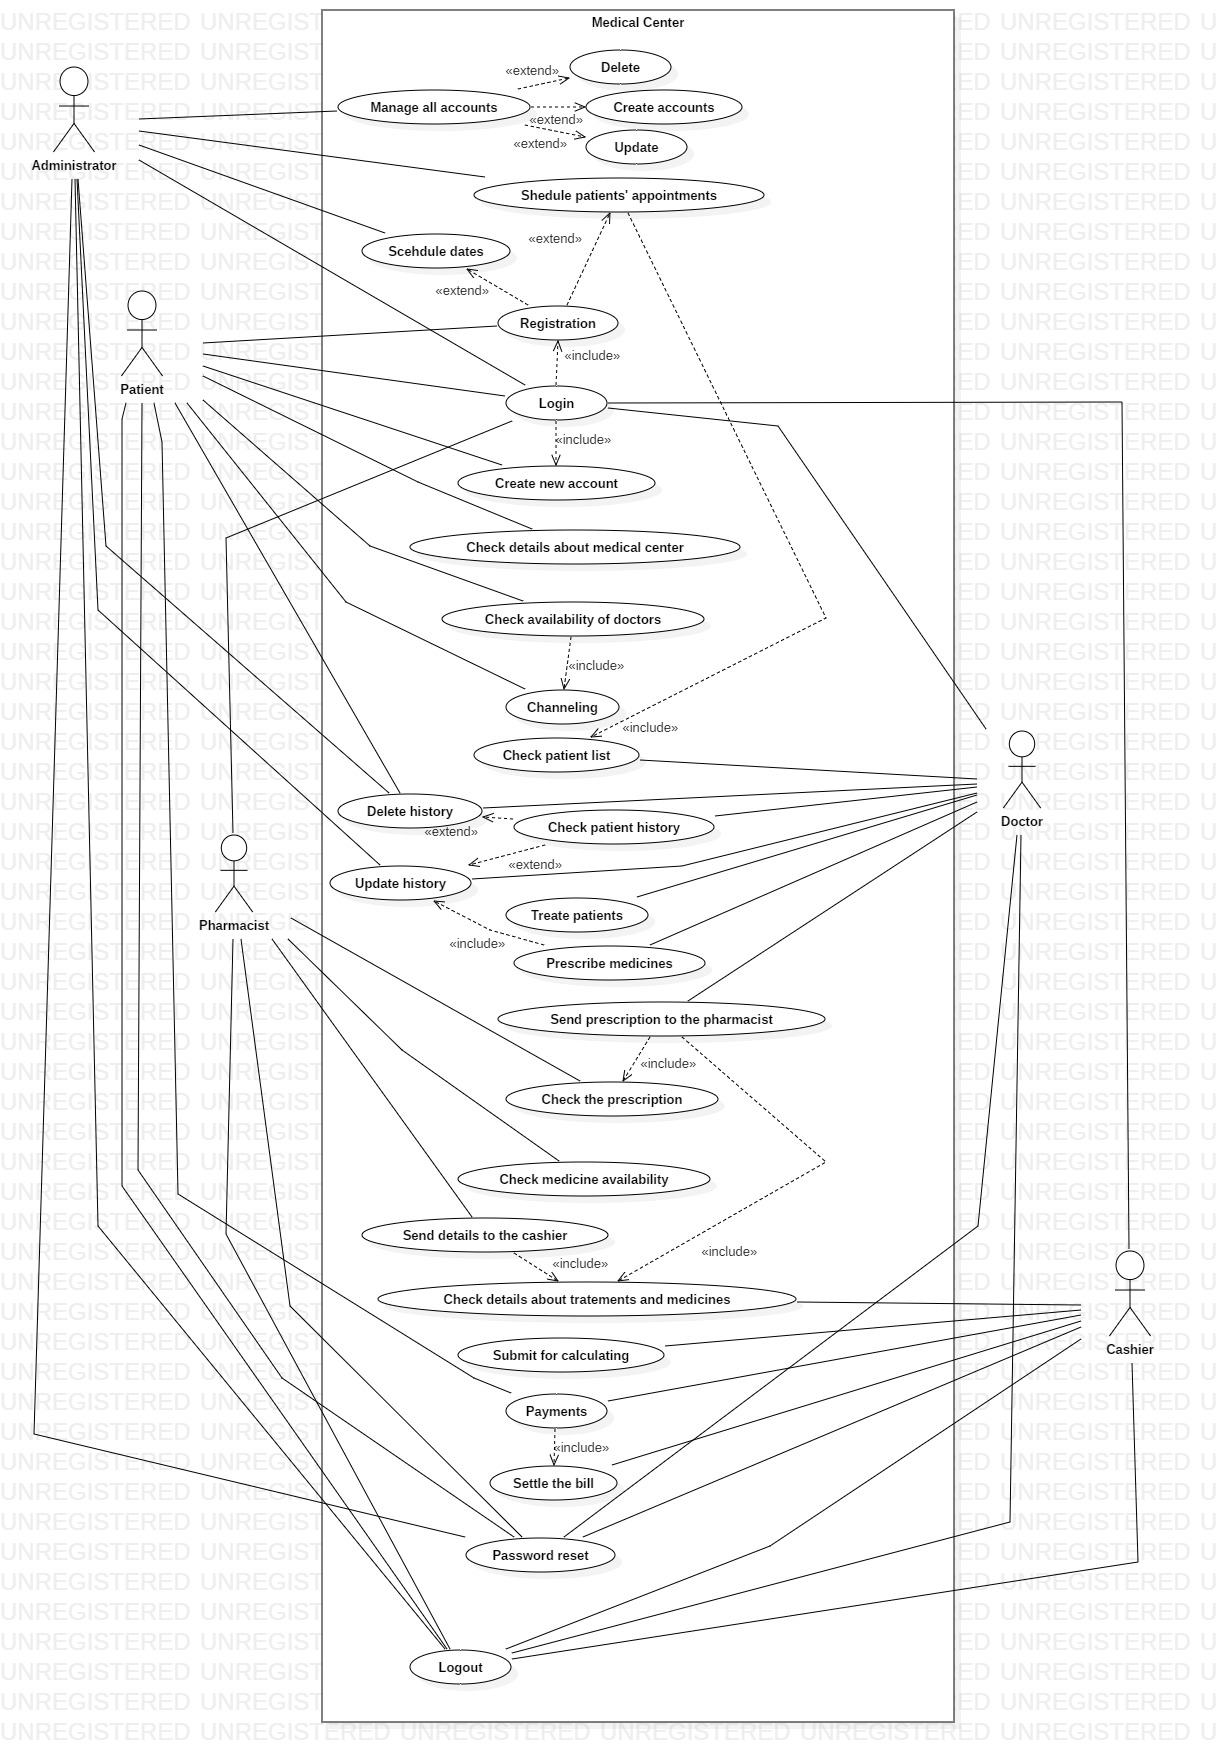 Medical Center
Delete
«extend»
Manage all accounts
Create accounts
«extend»
«extend»
Update
Administrator
Shedule patients' appointments
«extend»
Scehdule dates
«extend»
Registration
«include»
Patient
Login
«include»
Create new account
Check details about medical center
Check availability of doctors
«include»
Channeling
«include»
Check patient list
Delete history
Check patient history
«extend»
Doctor
«extend»
Update history
Treate patients
Pharmacist
«include»
Prescribe medicines
Send prescription to the pharmacist
«include»
Check the prescription
Check medicine availability
Send details to the cashier
«include»
«include»
Check details about tratements and medicines
Submit for calculating
Cashier
Payments
«include»
Settle the bill
Password reset
Logout
UNREGISTERED